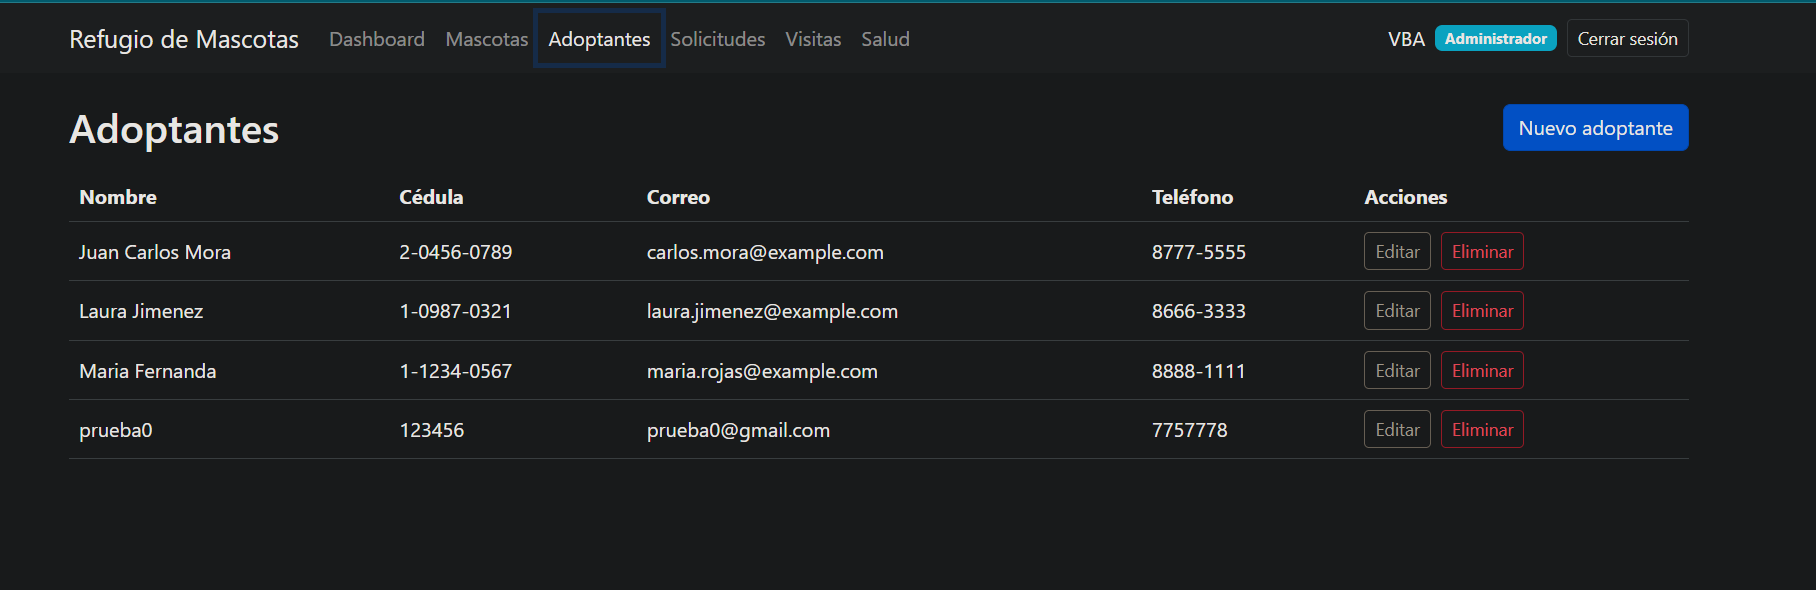 Refugio de Mascotas Dashboard Mascotas Adoptantes Solicitudes Visitas Salud VBA Administrador Cerrar sesión
Adoptantes Nuevo adoptante
Nombre Cédula Correo Teléfono Acciones
Juan Carlos Mora 2-0456-0789 carlos.mora@example.com 8777-5555 Editar Eliminar
Laura Jimenez 1-0987-0321 laura.jimenez@example.com 8666-3333 Editar Eliminar
Maria Fernanda 1-1234-0567 maria.rojas@example.com 8888-1111 Editar Eliminar
prueba0 123456 prueba0@gmail.com 7757778 Editar Eliminar